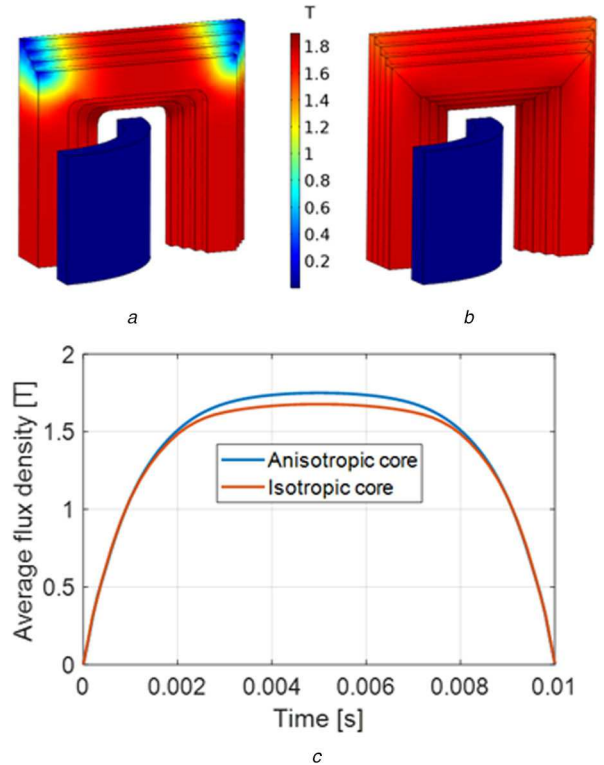 T
1.8
1.6
1.4
1.2
1
0.8
0.6
0.4
0.2
a
b
Average flux density [T]
2
1.5
1
0.5
0
Anisotropic core
Isotropic core
0 0.002 0.004 0.006 0.008 0.01
Time [s]
c